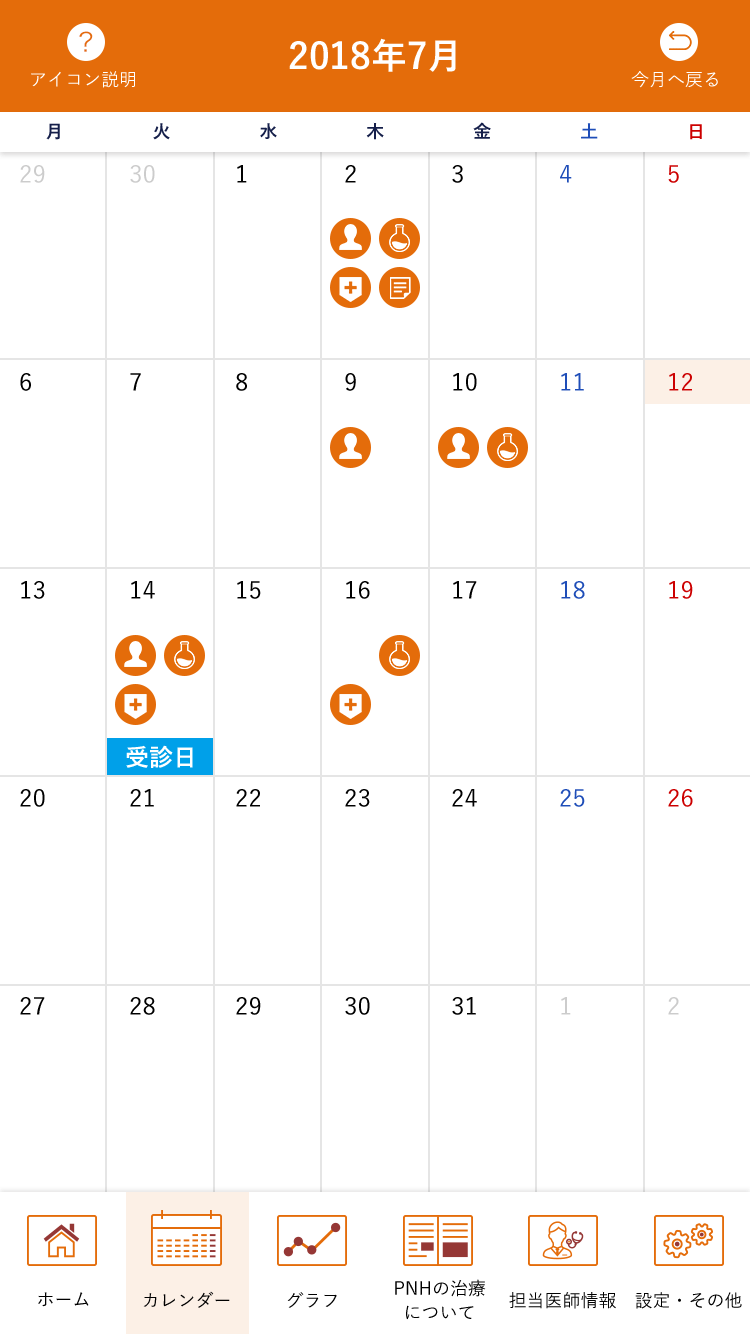 ?
アイコン説明
2018年7月
今月へ戻る
月 火 水 木 金 土 日
29 30 1 2 3 4 5
6 7 8 9 10 11 12
13 14 15 16 17 18 19
受診日
20 21 22 23 24 25 26
27 28 29 30 31 1 2
ホーム
カレンダー
グラフ
PNHの治療
について
担当医師情報
設定・その他